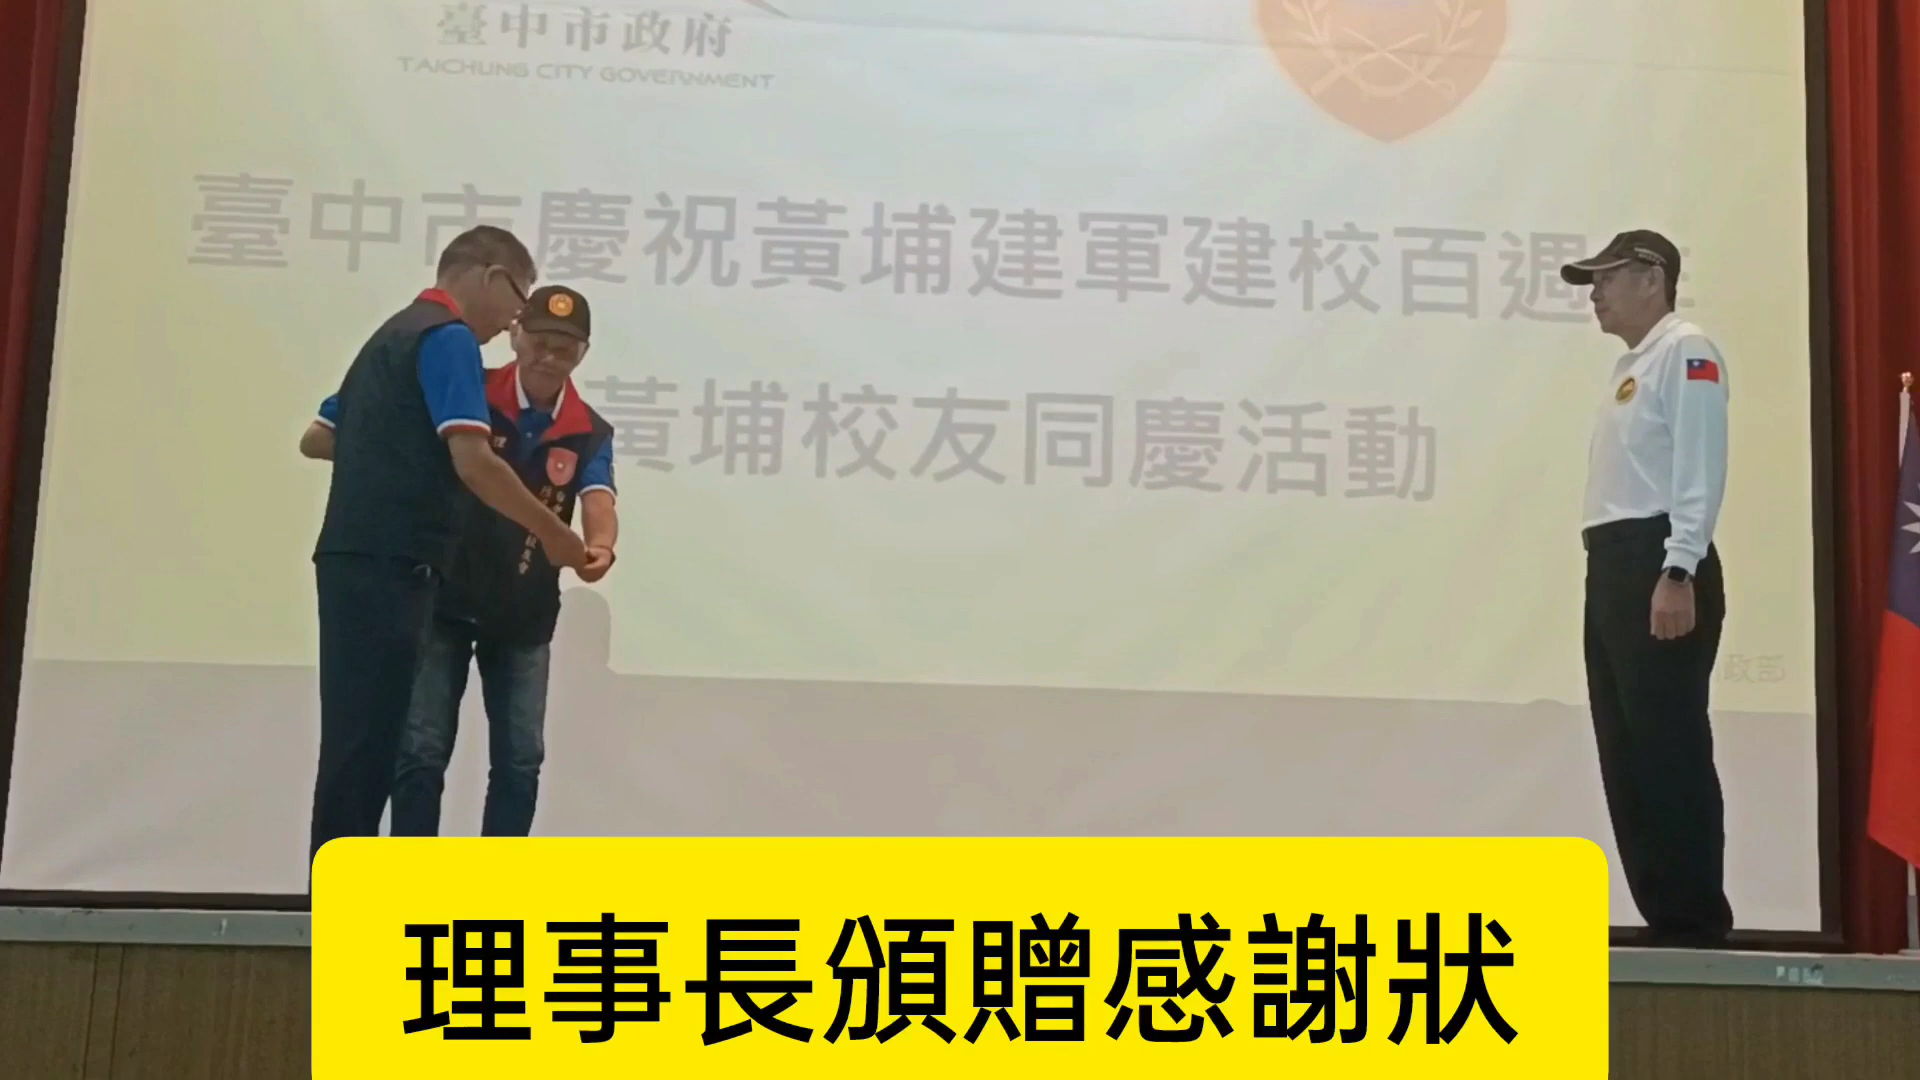 臺中市政府
TAICHUNG CITY GOVERNMENT
臺中市慶祝黃埔建軍建校百週年
黃埔校友同慶活動
政部
理事長頒贈感謝狀